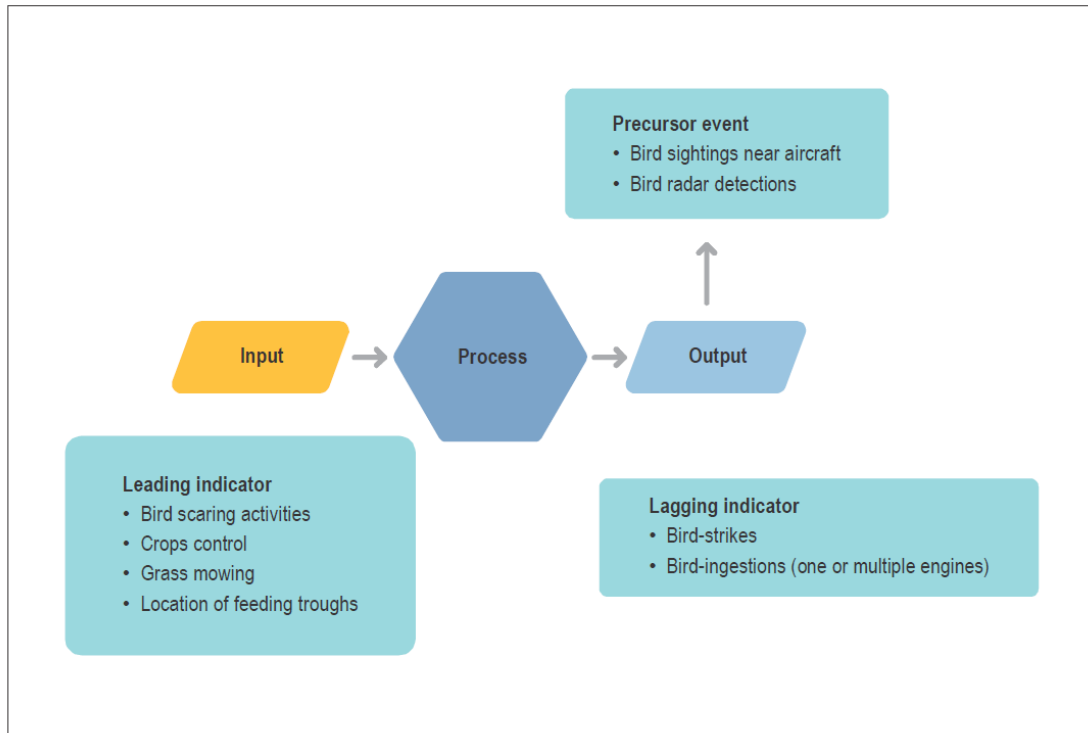 Precursor event
• Bird sightings near aircraft
• Bird radar detections
Input
Process
Output
Leading indicator
• Bird scaring activities
• Crops control
• Grass mowing
• Location of feeding troughs
Lagging indicator
• Bird-strikes
• Bird-ingestions (one or multiple engines)